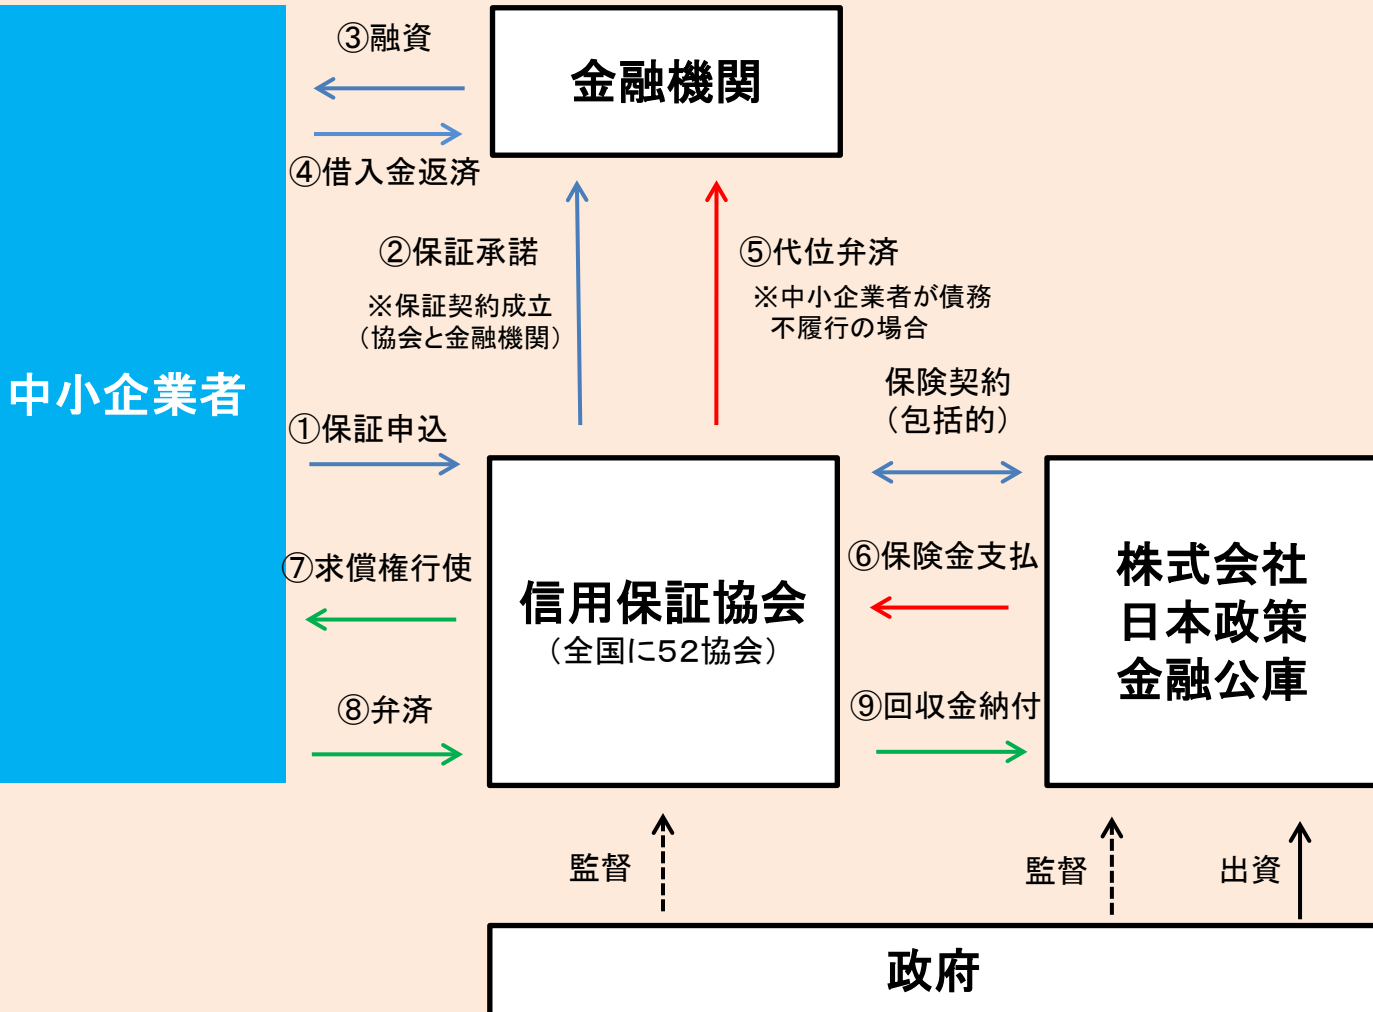 ③融資
金融機関
④借入金返済
②保証承諾
※保証契約成立
（協会と金融機関）
⑤代位弁済
※中小企業者が債務
不履行の場合
中小企業者
①保証申込
保険契約
（包括的）
⑦求償権行使
信用保証協会
（全国に52協会）
⑥保険金支払
株式会社
日本政策
金融公庫
⑧弁済
⑨回収金納付
監督
監督
出資
政府